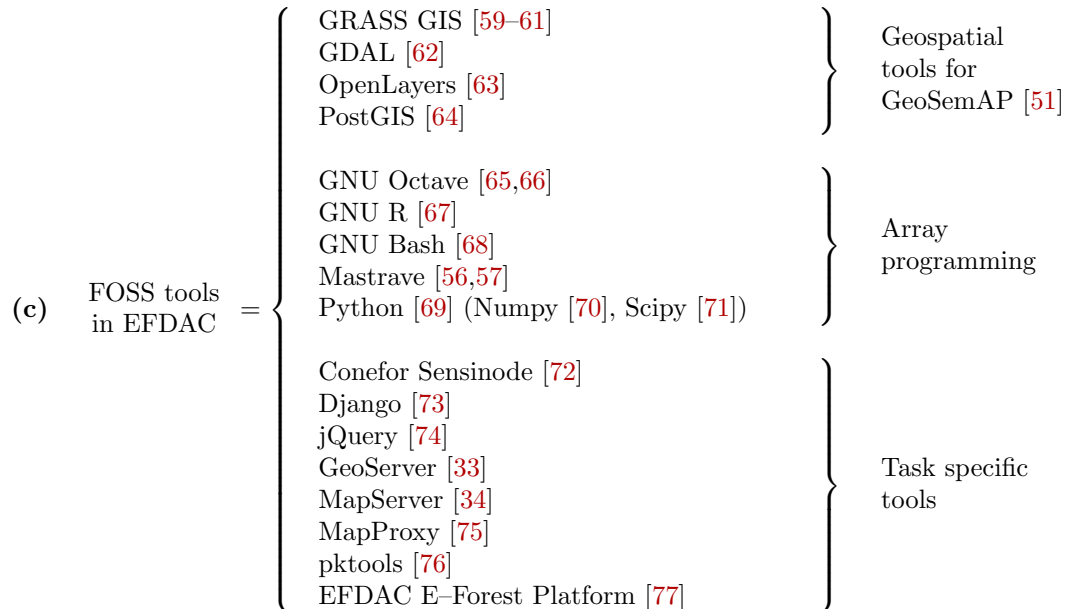 GRASS GIS [59–61]
GDAL [62]
OpenLayers [63]
PostGIS [64]
Geospatial
tools for
GeoSemAP [51]
GNU Octave [65,66]
GNU R [67]
GNU Bash [68]
Mastrave [56,57]
Python [69] (Numpy [70], Scipy [71])
Array
programming
(c) FOSS tools
in EFDAC =
Conefor Sensinode [72]
Django [73]
jQuery [74]
GeoServer [33]
MapServer [34]
MapProxy [75]
pktools [76]
EFDAC E–Forest Platform [77]
Task specific
tools